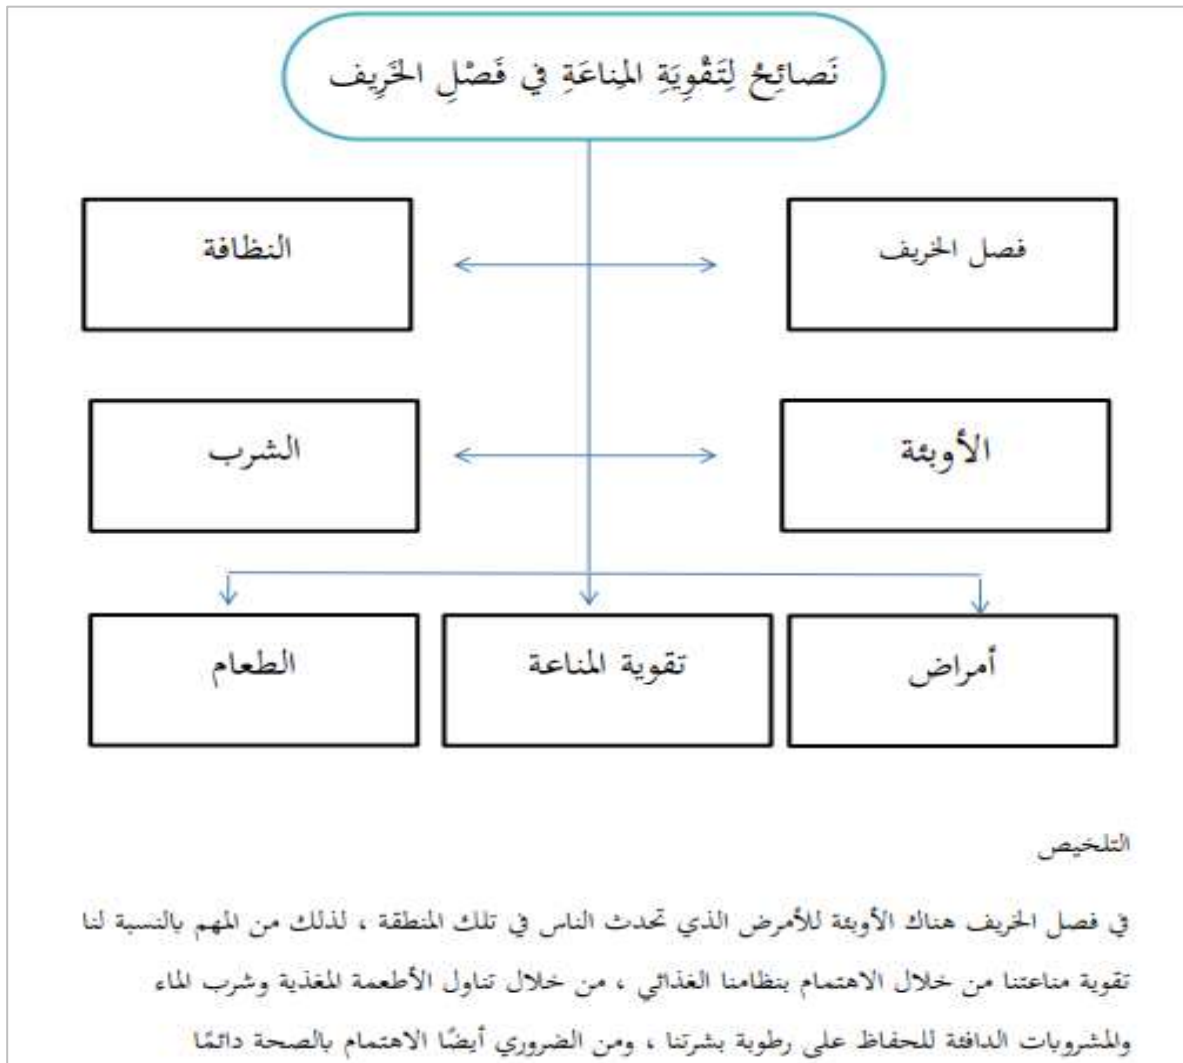 نَصائِحُ لِتَقْوِيَةِ المِناعَةِ في فَصْلِ الخَرِيف
فصل الخريف
النظافة
الأوبئة
الشرب
أمراض
تقوية المناعة
الطعام
التلخيص
في فصل الخريف هناك الأوبئة للأمرض الذي تحدث الناس في تلك المنطقة ، لذلك من المهم بالنسبة لنا
تقوية مناعتنا من خلال الاهتمام بنظامنا الغذائي ، من خلال تناول الأطعمة المغذية وشرب الماء
والمشروبات الدافئة للحفاظ على رطوبة بشرتنا ، ومن الضروري أيضًا الاهتمام بالصحة دائمًا